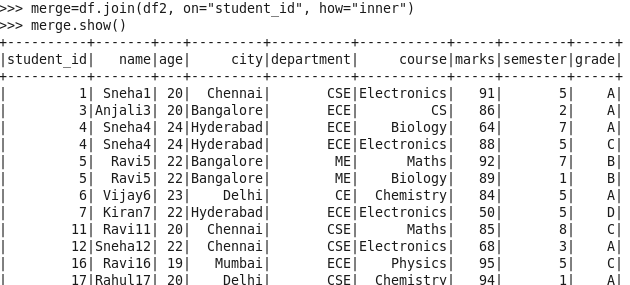 >>> merge=df.join(df2, on="student_id", how="inner")
>>> merge.show()
+----------+-------+---+---------+----------+-----------+-----+--------+-----+
|student_id|   name|age|     city|department|     course|marks|semester|grade|
+----------+-------+---+---------+----------+-----------+-----+--------+-----+
|         1| Sneha1| 20|  Chennai|       CSE|Electronics|   91|       5|    A|
|         3|Anjali3| 20|Bangalore|       ECE|         CS|   86|       2|    A|
|         4| Sneha4| 24|Hyderabad|       ECE|    Biology|   64|       7|    A|
|         4| Sneha4| 24|Hyderabad|       ECE|Electronics|   88|       5|    C|
|         5|  Ravi5| 22|Bangalore|        ME|      Maths|   92|       7|    B|
|         5|  Ravi5| 22|Bangalore|        ME|    Biology|   89|       1|    B|
|         6| Vijay6| 23|    Delhi|        CE|  Chemistry|   84|       5|    A|
|         7| Kiran7| 22|Hyderabad|       ECE|Electronics|   50|       5|    D|
|        11| Ravi11| 20|  Chennai|       CSE|      Maths|   85|       8|    C|
|        12|Sneha12| 22|  Chennai|       CSE|Electronics|   68|       3|    A|
|        16| Ravi16| 19|   Mumbai|       ECE|    Physics|   95|       5|    C|
|        17|Rahul17| 20|    Delhi|       CSE|  Chemistry|   94|       1|    A|